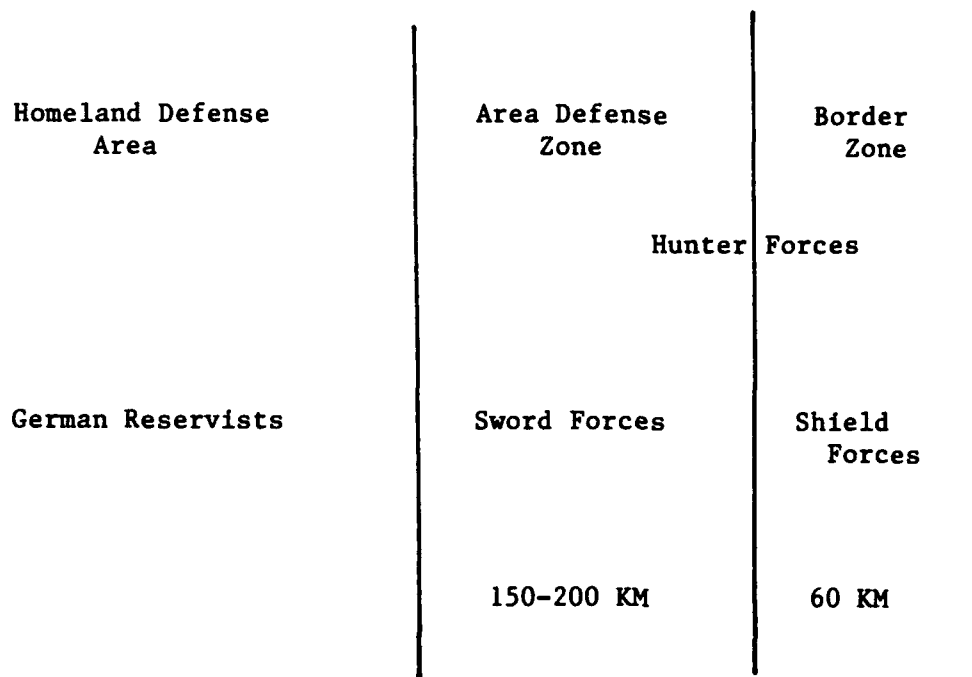 Homeland Defense
Area
Area Defense
Zone
Border
Zone
Hunter Forces
German Reservists
Sword Forces
Shield
Forces
150-200 KM
60 KM